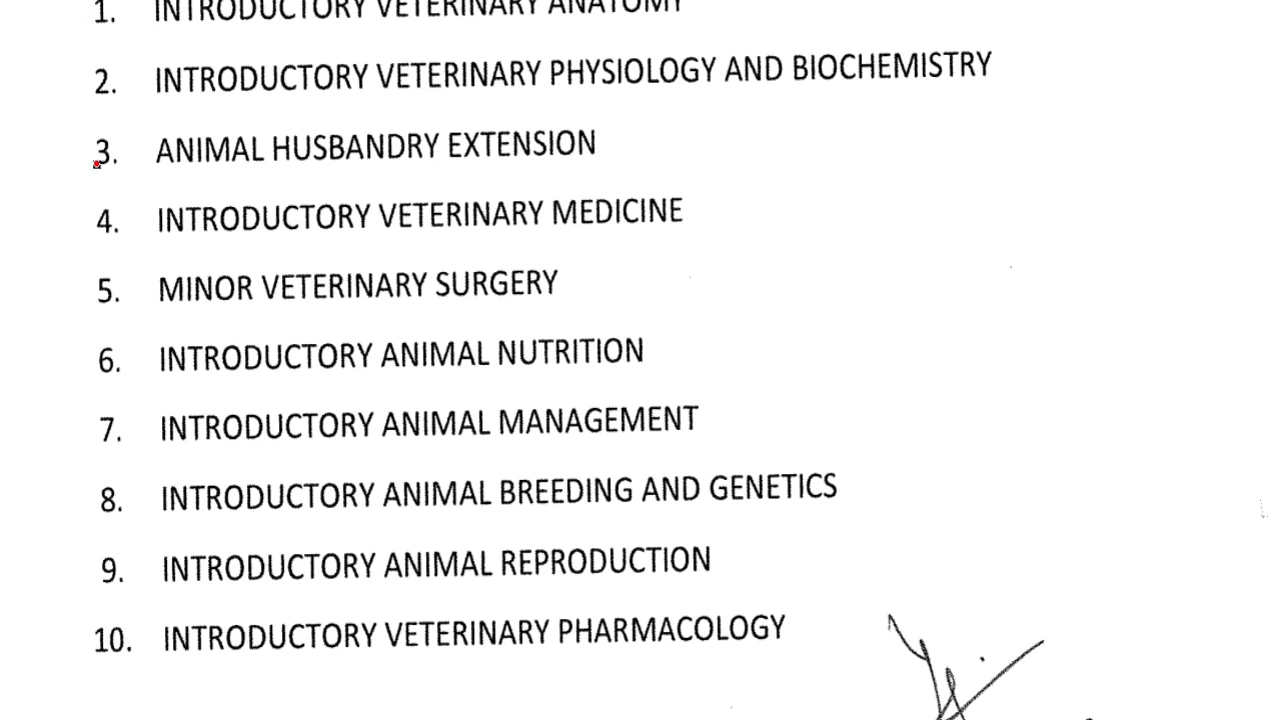 1. INTRODUCTORY VETERINARY ANATOMY
2. INTRODUCTORY VETERINARY PHYSIOLOGY AND BIOCHEMISTRY
3. ANIMAL HUSBANDRY EXTENSION
4. INTRODUCTORY VETERINARY MEDICINE
5. MINOR VETERINARY SURGERY
6. INTRODUCTORY ANIMAL NUTRITION
7. INTRODUCTORY ANIMAL MANAGEMENT
8. INTRODUCTORY ANIMAL BREEDING AND GENETICS
9. INTRODUCTORY ANIMAL REPRODUCTION
10. INTRODUCTORY VETERINARY PHARMACOLOGY